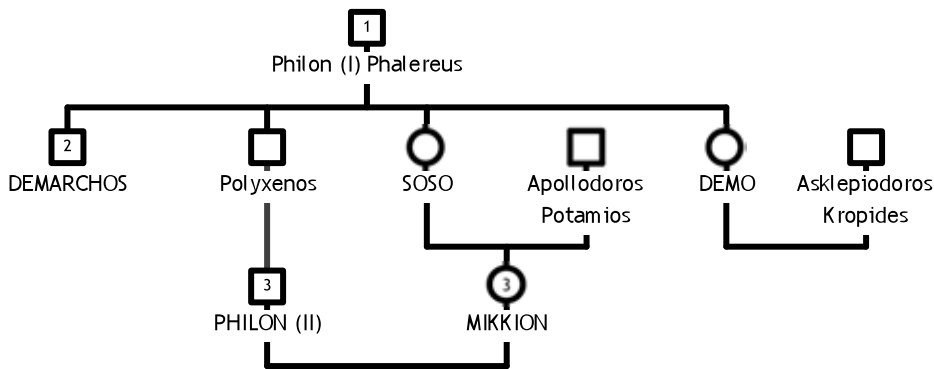 1
Philon (I) Phalereus
2
DEMARCHOS
Polyxenos
SOSO
Apollodoros
Potamios
DEMO
Asklepiodoros
Kropides
3
PHILON (II)
3
MIKKION